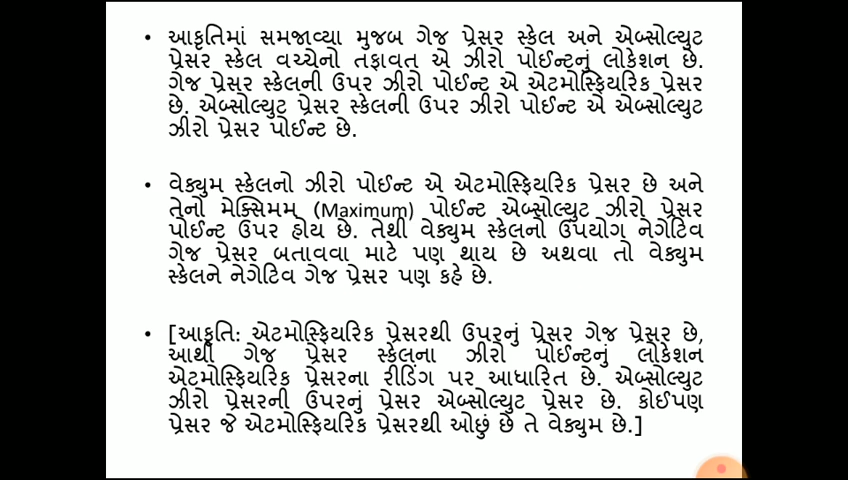 • આકૃતિમાં સમજાવ્યા મુજબ ગેજ પ્રેસર સ્કેલ અને એબ્સોલ્યુટ
પ્રેસર સ્કેલ વચ્ચેનો તફાવત એ ઝીરો પોઈન્ટનું લોકેશન છે.
ગેજ પ્રેસર સ્કેલની ઉપર ઝીરો પોઈન્ટ એ એટમોસ્ફિયરિક પ્રેસર
છે. એબ્સોલ્યુટ પ્રેસર સ્કેલની ઉપર ઝીરો પોઈન્ટ એ એબ્સોલ્યુટ
ઝીરો પ્રેસર પોઈન્ટ છે.
• વેક્યુમ સ્કેલનો ઝીરો પોઈન્ટ એ એટમોસ્ફિયરિક પ્રેસર છે અને
તેનો મેક્સિમમ (Maximum) પોઈન્ટ એબ્સોલ્યુટ ઝીરો પ્રેસર
પોઈન્ટ ઉપર હોય છે. તેથી વેક્યુમ સ્કેલનો ઉપયોગ નેગેટિવ
ગેજ પ્રેસર બતાવવા માટે પણ થાય છે અથવા તો વેક્યુમ
સ્કેલને નેગેટિવ ગેજ પ્રેસર પણ કહે છે.
• [આકૃતિ: એટમોસ્ફિયરિક પ્રેસરથી ઉપરનું પ્રેસર ગેજ પ્રેસર છે,
આથી ગેજ પ્રેસર સ્કેલના ઝીરો પોઈન્ટનું લોકેશન
એટમોસ્ફિયરિક પ્રેસરના રીડિંગ પર આધારિત છે. એબ્સોલ્યુટ
ઝીરો પ્રેસરની ઉપરનું પ્રેસર એબ્સોલ્યુટ પ્રેસર છે. કોઈપણ
પ્રેસર જે એટમોસ્ફિયરિક પ્રેસરથી ઓછું છે તે વેક્યુમ છે.]